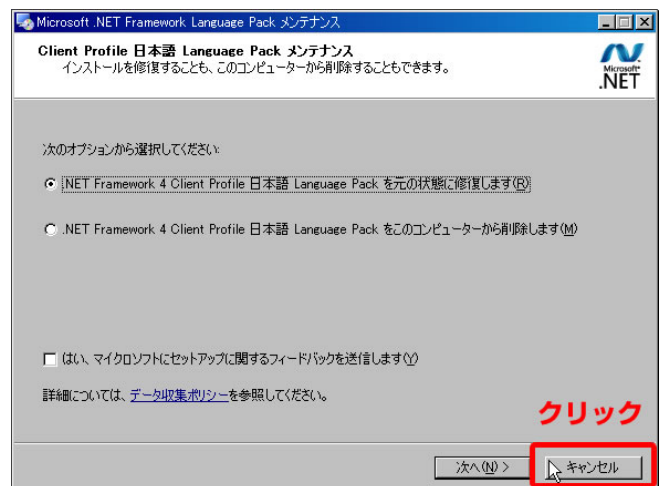 Microsoft .NET Framework Language Pack メンテナンス
Client Profile 日本語 Language Pack メンテナンス
インストールを修復することも、このコンピューターから削除することもできます。
Microsoft
.NET
次のオプションから選択してください:
.NET Framework 4 Client Profile 日本語 Language Pack を元の状態に修復します(R)
.NET Framework 4 Client Profile 日本語 Language Pack をこのコンピューターから削除します(M)
はい、マイクロソフトにセットアップに関するフィードバックを送信します(Y)
詳細については、データ収集ポリシーを参照してください。
クリック
次へ(N) >
キャンセル